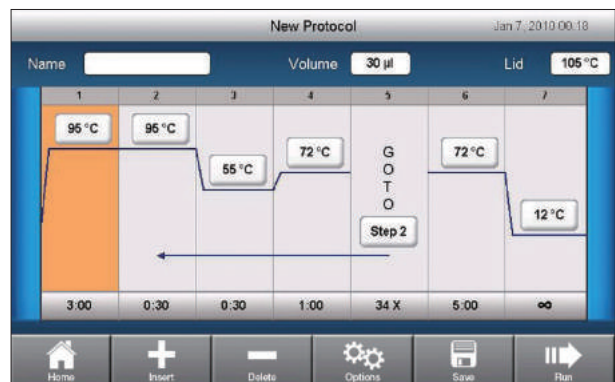 New Protocol
Jan 7, 2010 00:18
Name
Volume 30 µl
Lid 105 °C
1 2 3 4 5 6 7
95 °C 95 °C 55 °C 72 °C GOTO Step 2 72 °C 12 °C
3:00 0:30 0:30 1:00 34 X 5:00 ∞
Home Insert Delete Options Save Run